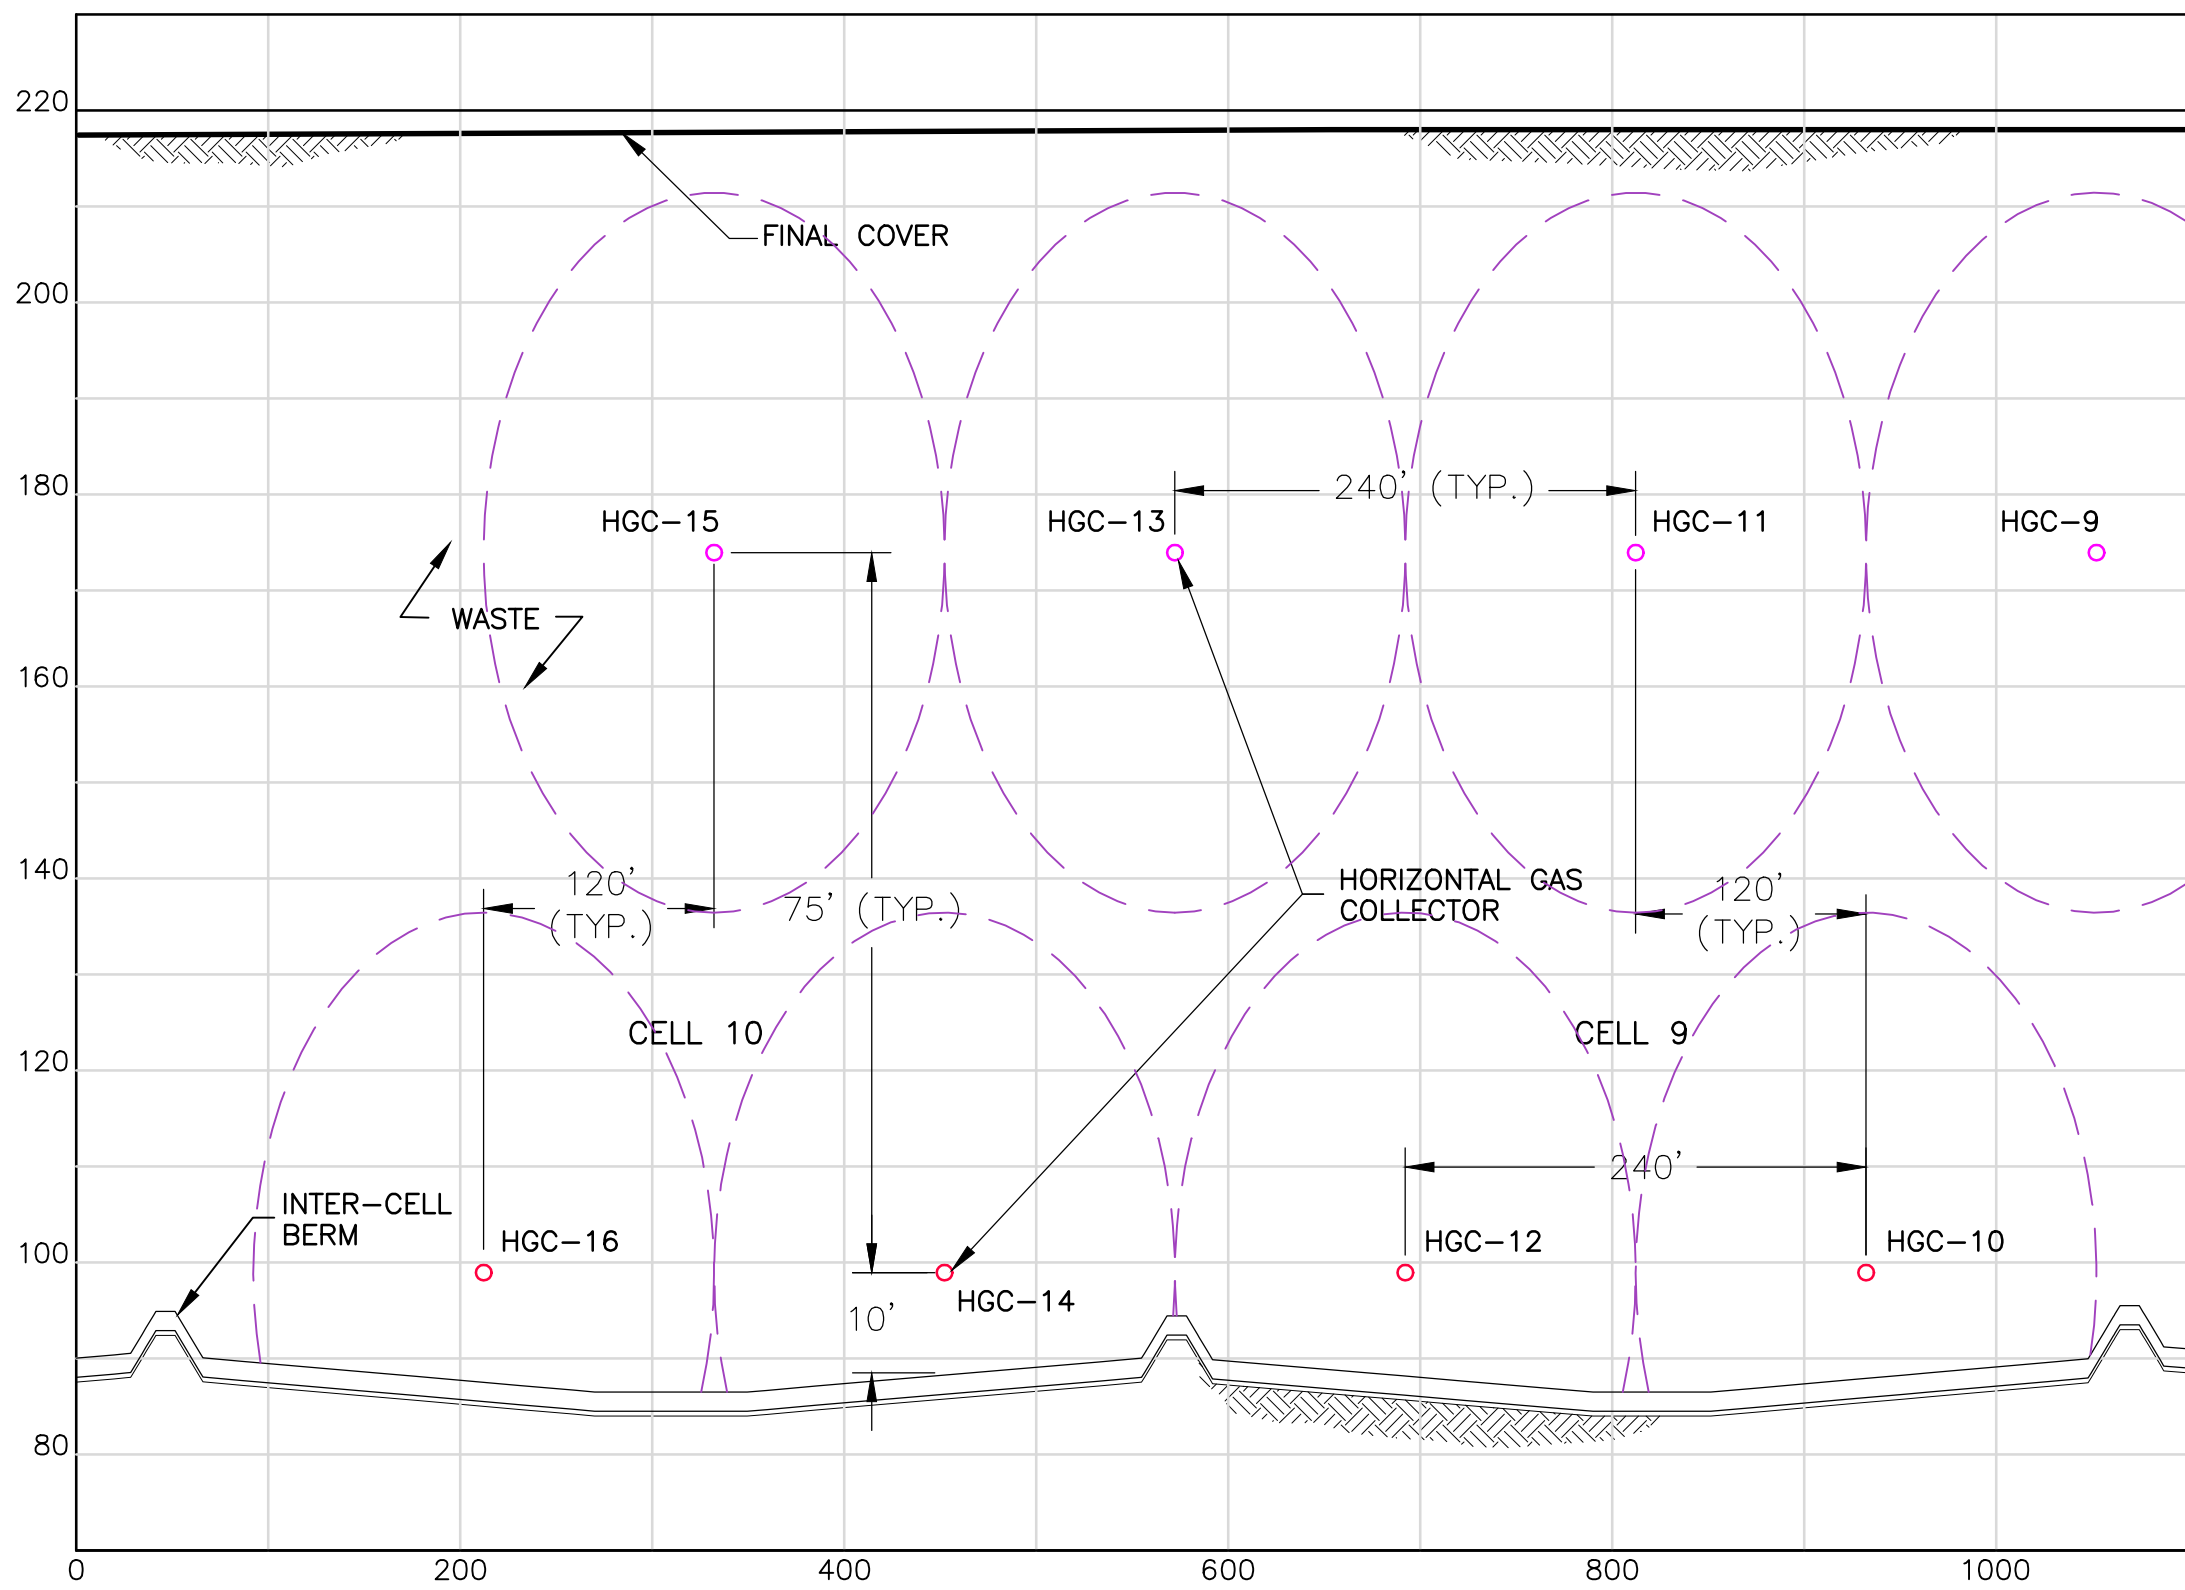 220
FINAL COVER
200
180
240' (TYP.)
HGC-15
HGC-13
HGC-11
HGC-9
WASTE
160
140
120'
(TYP.)
75' (TYP.)
HORIZONTAL GAS
COLLECTOR
120'
(TYP.)
CELL 10
CELL 9
120
240'
INTER-CELL
BERM
HGC-16
HGC-12
HGC-10
100
HGC-14
10'
80
0
200
400
600
800
1000